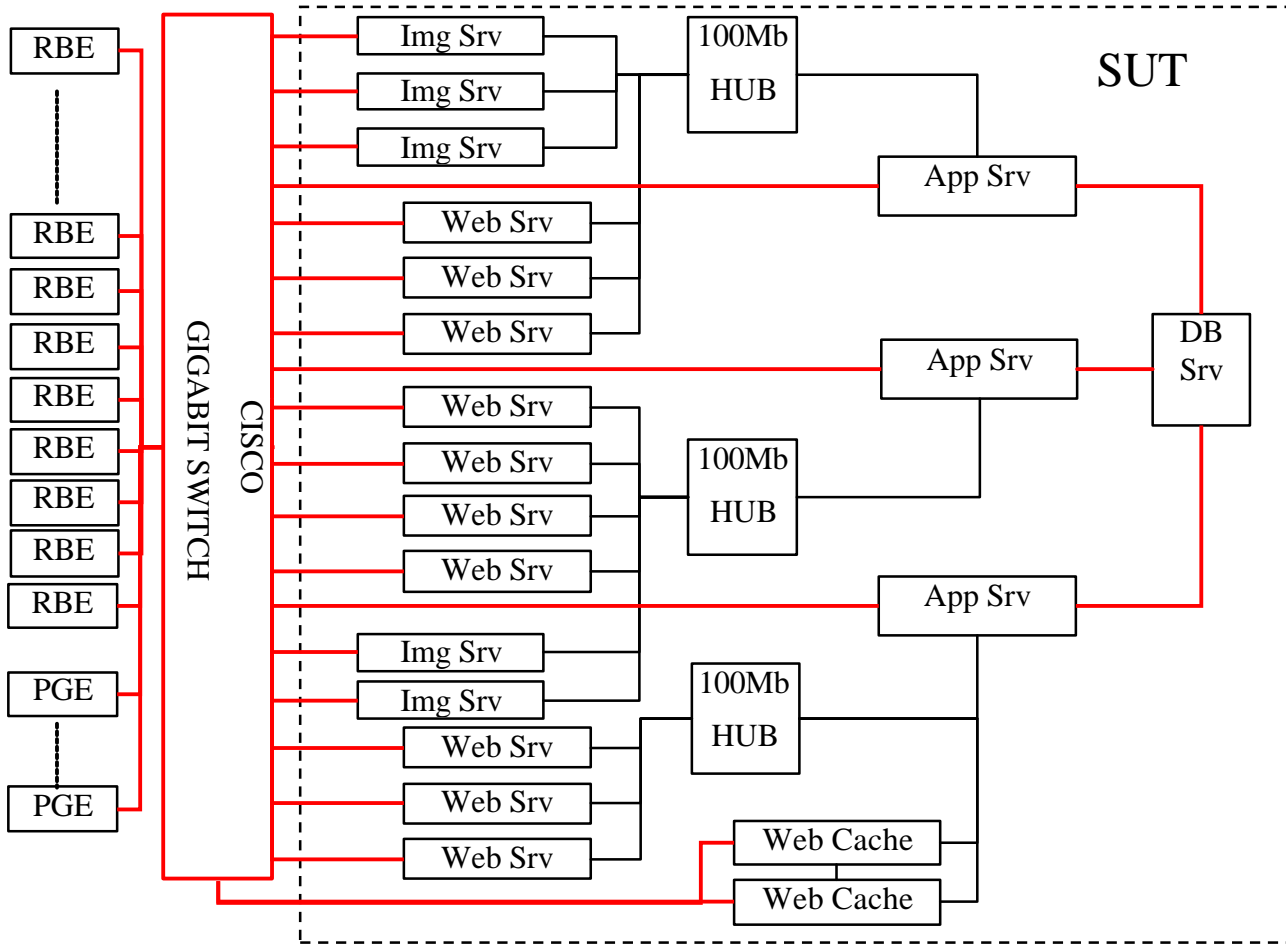 RBE
RBE
RBE
RBE
RBE
RBE
RBE
RBE
RBE
PGE
PGE
CISCO
GIGABIT SWITCH
Img Srv
Img Srv
Img Srv
Web Srv
Web Srv
Web Srv
Web Srv
Web Srv
Web Srv
Web Srv
Img Srv
Img Srv
Web Srv
Web Srv
Web Srv
100Mb
HUB
100Mb
HUB
100Mb
HUB
Web Cache
Web Cache
SUT
App Srv
App Srv
App Srv
DB
Srv